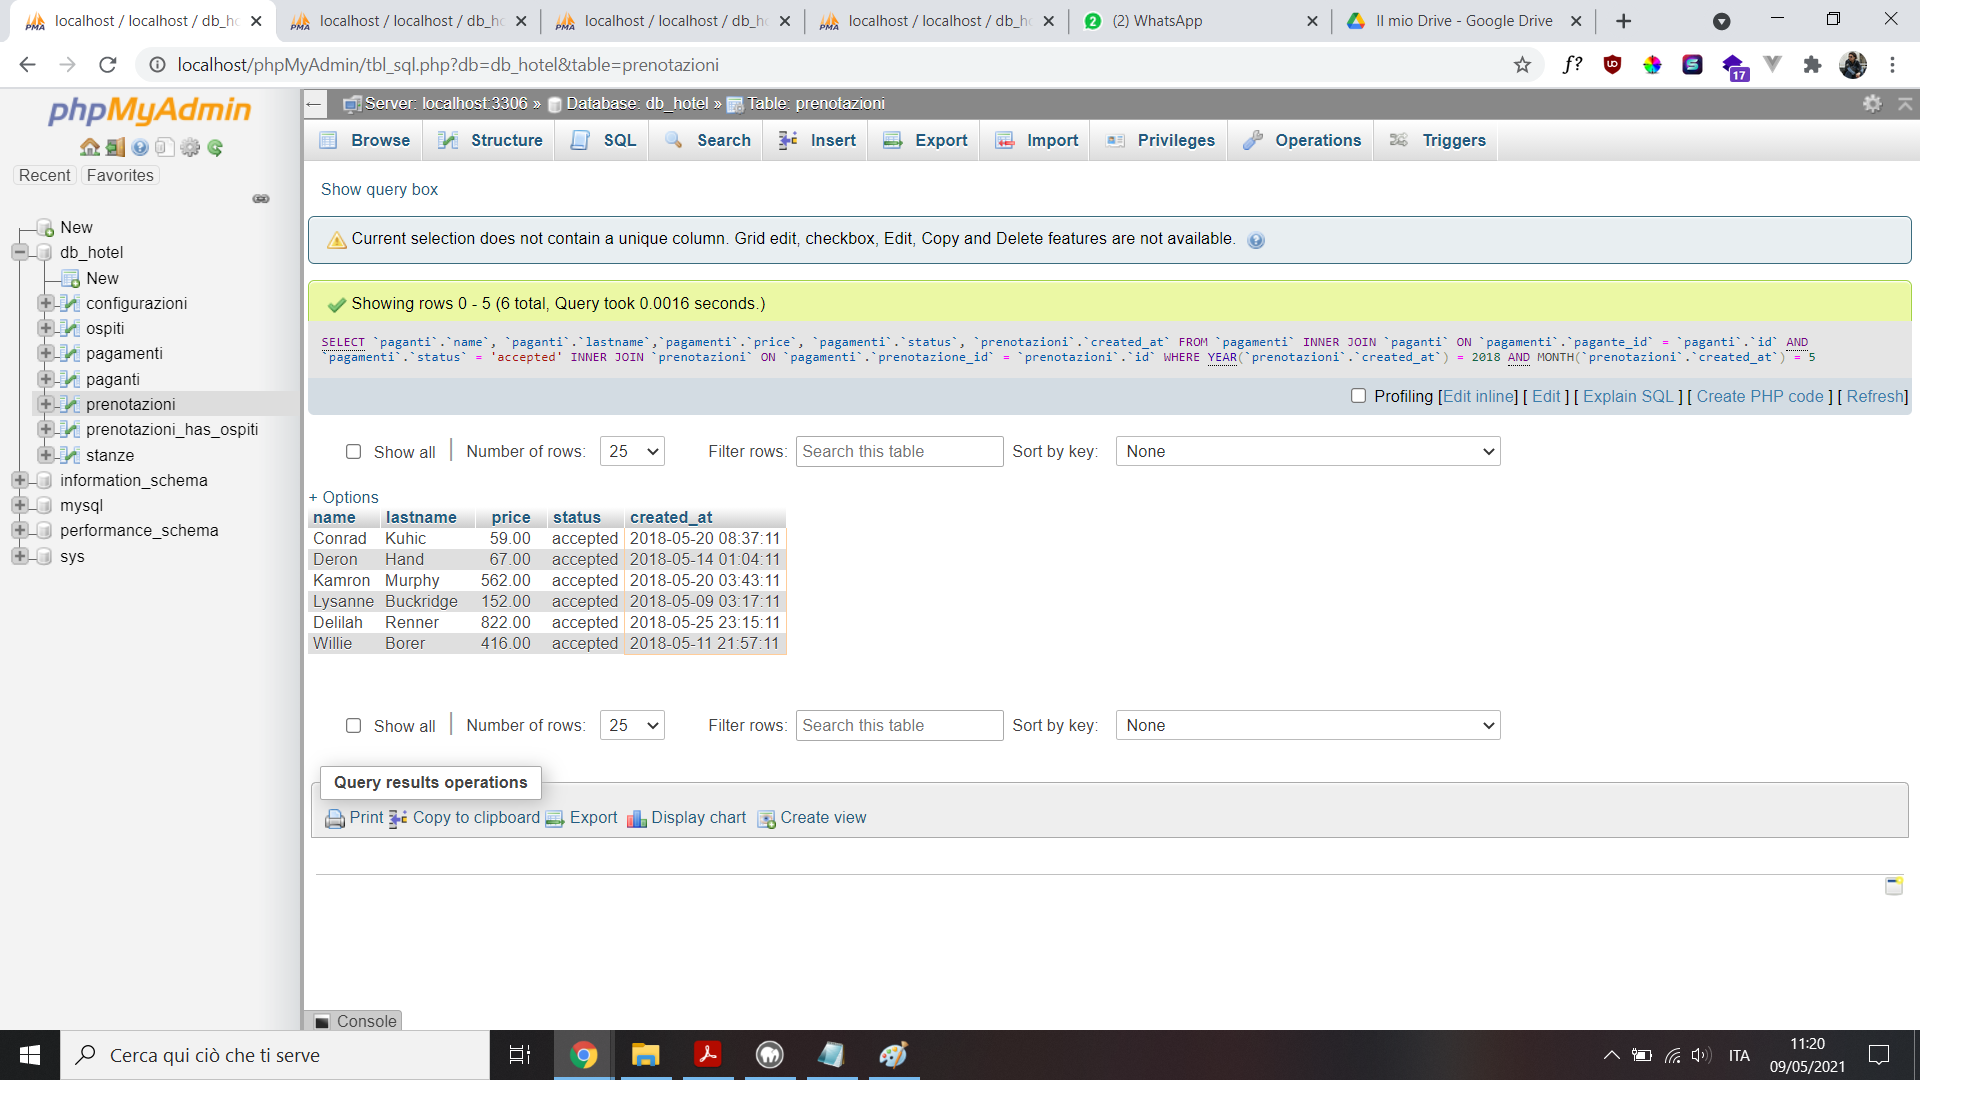 localhost / localhost / db_hc
localhost / localhost / db_hc
localhost / localhost / db_hc
localhost / localhost / db_hc
(2) WhatsApp
Il mio Drive - Google Drive
localhost/phpMyAdmin/tbl_sql.php?db=db_hotel&table=prenotazioni
f?
17
phpMyAdmin
Recent
Favorites
New
db_hotel
New
configurazioni
ospiti
pagamenti
paganti
prenotazioni
prenotazioni_has_ospiti
stanze
information_schema
mysql
performance_schema
sys
Server: localhost:3306 » Database: db_hotel » Table: prenotazioni
Browse Structure SQL Search Insert Export Import Privileges Operations Triggers
Show query box
Current selection does not contain a unique column. Grid edit, checkbox, Edit, Copy and Delete features are not available.
Showing rows 0 - 5 (6 total, Query took 0.0016 seconds.)
SELECT `paganti`.`name`, `paganti`.`lastname`,`pagamenti`.`price`, `pagamenti`.`status`, `prenotazioni`.`created_at` FROM `pagamenti` INNER JOIN `paganti` ON `pagamenti`.`pagante_id` = `paganti`.`id` AND
`pagamenti`.`status` = 'accepted' INNER JOIN `prenotazioni` ON `pagamenti`.`prenotazione_id` = `prenotazioni`.`id` WHERE YEAR(`prenotazioni`.`created_at`) = 2018 AND MONTH(`prenotazioni`.`created_at`) = 5
Profiling [Edit inline] [ Edit ] [ Explain SQL ] [ Create PHP code ] [ Refresh]
Show all Number of rows: 25 Filter rows: Search this table Sort by key: None
+ Options
name lastname price status created_at
Conrad Kuhic 59.00 accepted 2018-05-20 08:37:11
Deron Hand 67.00 accepted 2018-05-14 01:04:11
Kamron Murphy 562.00 accepted 2018-05-20 03:43:11
Lysanne Buckridge 152.00 accepted 2018-05-09 03:17:11
Delilah Renner 822.00 accepted 2018-05-25 23:15:11
Willie Borer 416.00 accepted 2018-05-11 21:57:11
Show all Number of rows: 25 Filter rows: Search this table Sort by key: None
Query results operations
Print Copy to clipboard Export Display chart Create view
Console
Cerca qui ciò che ti serve
ITA
11:20
09/05/2021